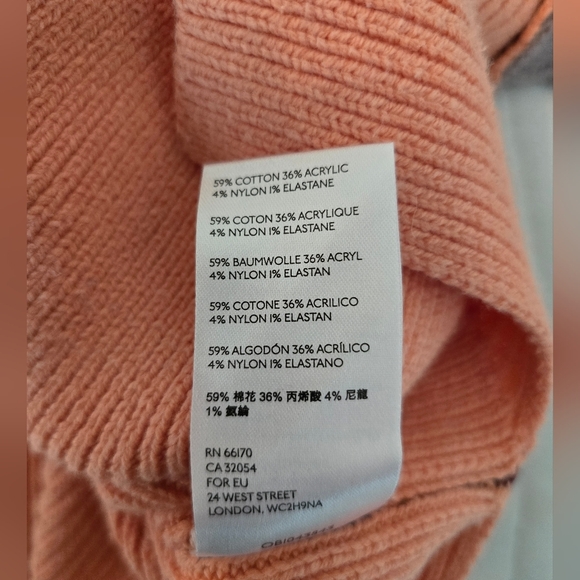 59% COTTON 36% ACRYLIC
4% NYLON 1% ELASTANE
59% COTON 36% ACRYLIQUE
4% NYLON 1% ELASTANE
59% BAUMWOLLE 36% ACRYL
4% NYLON 1% ELASTAN
59% COTONE 36% ACRILICO
4% NYLON 1% ELASTAN
59% ALGODÓN 36% ACRÍLICO
4% NYLON 1% ELASTANO
59% 棉花 36% 丙烯酸 4% 尼龍
1% 氨綸
RN 66170
CA 32054
FOR EU
24 WEST STREET
LONDON, WC2H9NA